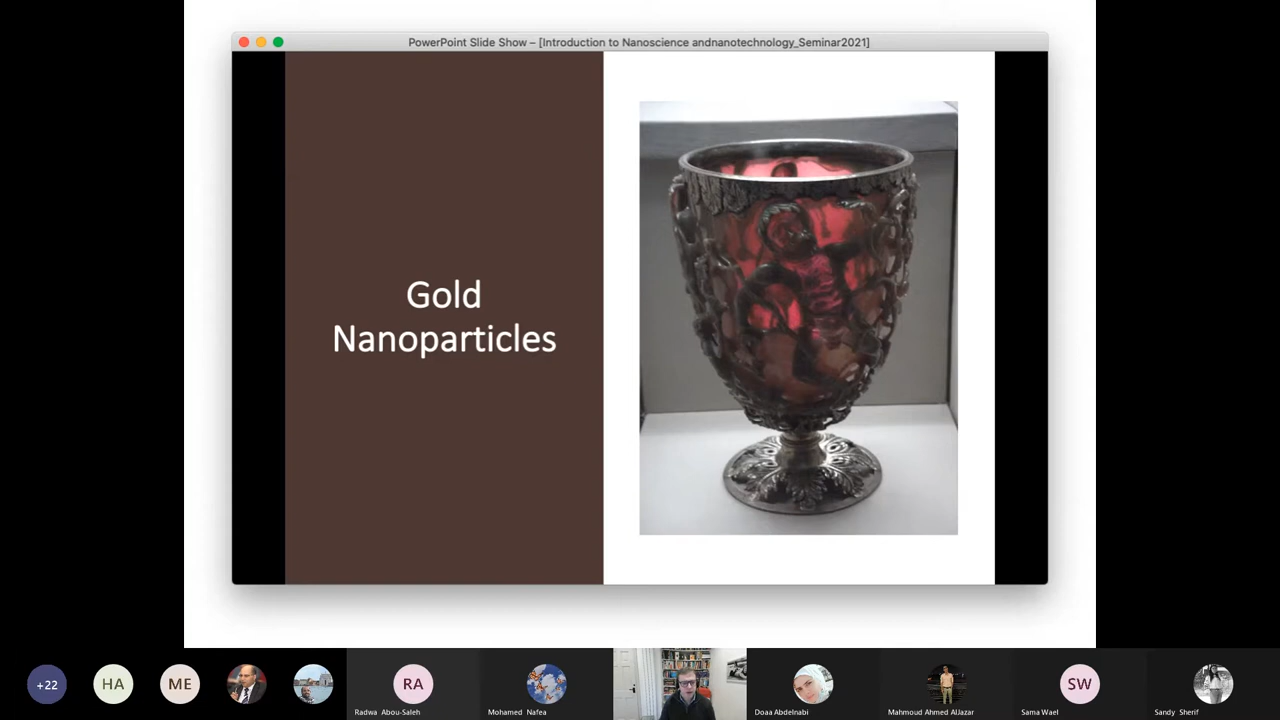 PowerPoint Slide Show – [Introduction to Nanoscience andnanotechnology_Seminar2021]
Gold
Nanoparticles
+22
HA
ME
RA
SW
Radwa Abou-Saleh
Mohamed Nafea
Doaa Abdelnabi
Mahmoud Ahmed AlJazar
Sama Wael
Sandy Sherif